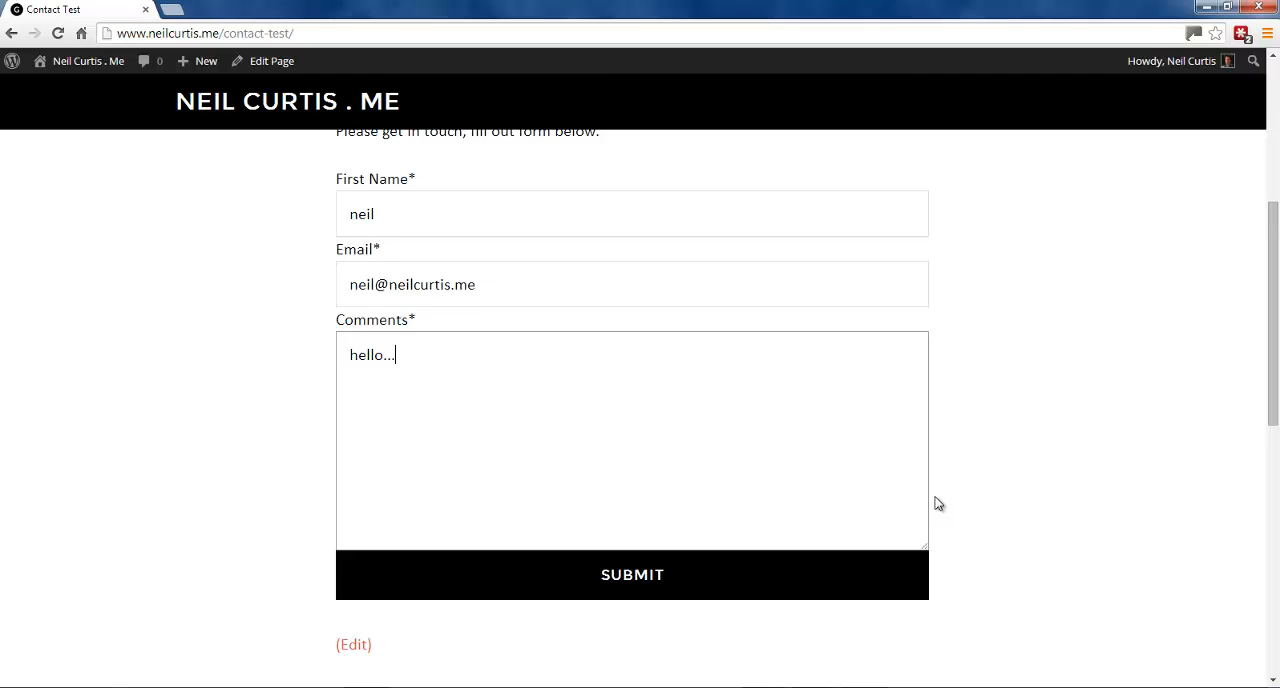 Contact Test
www.neilcurtis.me/contact-test/
2
Neil Curtis . Me 0 New Edit Page Howdy, Neil Curtis
NEIL CURTIS . ME
Please get in touch, fill out form below.
First Name*
neil
Email*
neil@neilcurtis.me
Comments*
hello...
SUBMIT
(Edit)